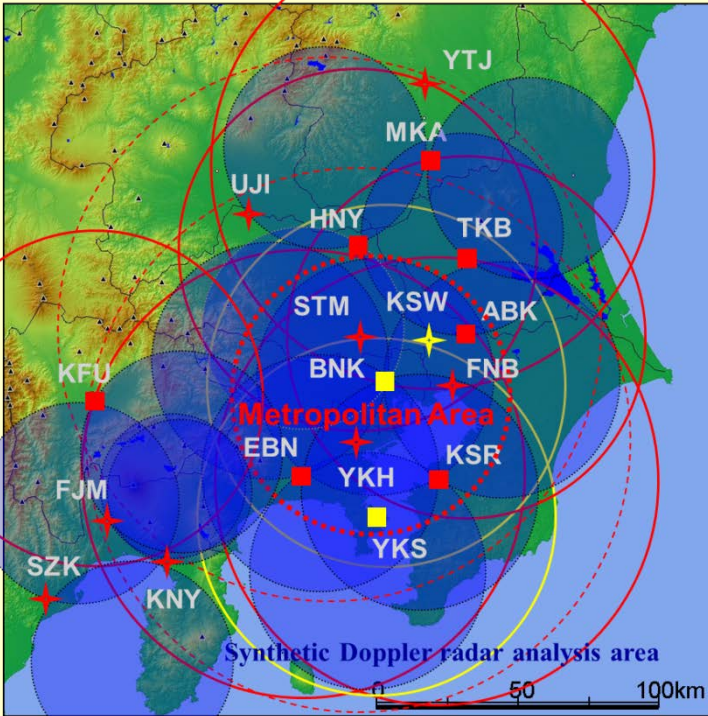 YTJ
MKA
UJI
HNY
TKB
STM
KSW
ABK
BNK
FNB
KFU
Metropolitan Area
EBN
YKH
KSR
FJM
YKS
SZK
KNY
Synthetic Doppler radar analysis area
0 50 100km